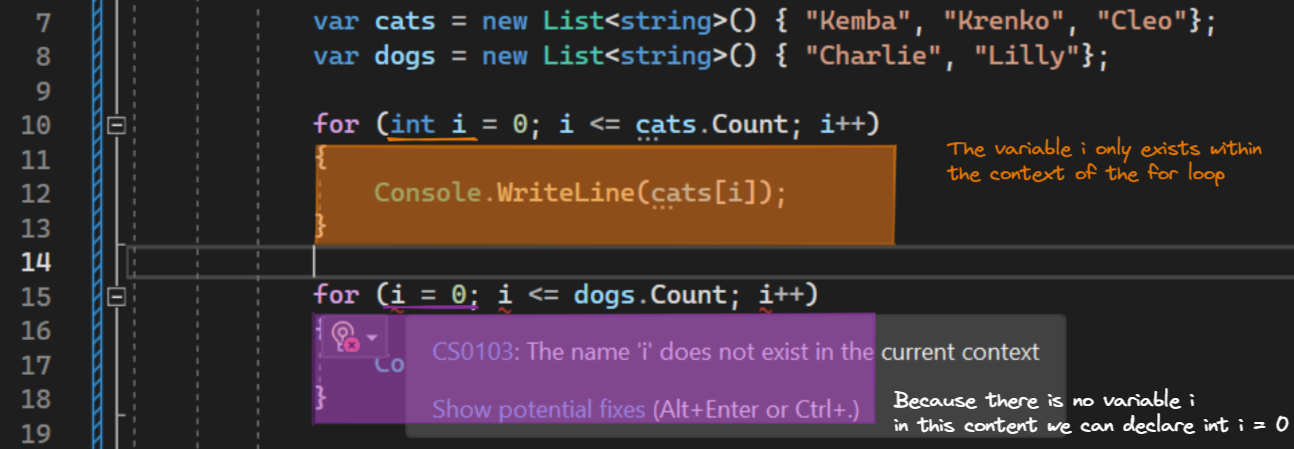 7 var cats = new List<string>() { "Kemba", "Krenko", "Cleo"};
8 var dogs = new List<string>() { "Charlie", "Lilly"};
9
10 for (int i = 0; i <= cats.Count; i++)
11 {
The variable i only exists within
the context of the for loop
12 Console.WriteLine(cats[i]);
13 }
14
15 for (i = 0; i <= dogs.Count; i++)
16 {
CS0103: The name 'i' does not exist in the current context
17 Co
18 }
Show potential fixes (Alt+Enter or Ctrl+.)
Because there is no variable i
in this content we can declare int i = 0
19